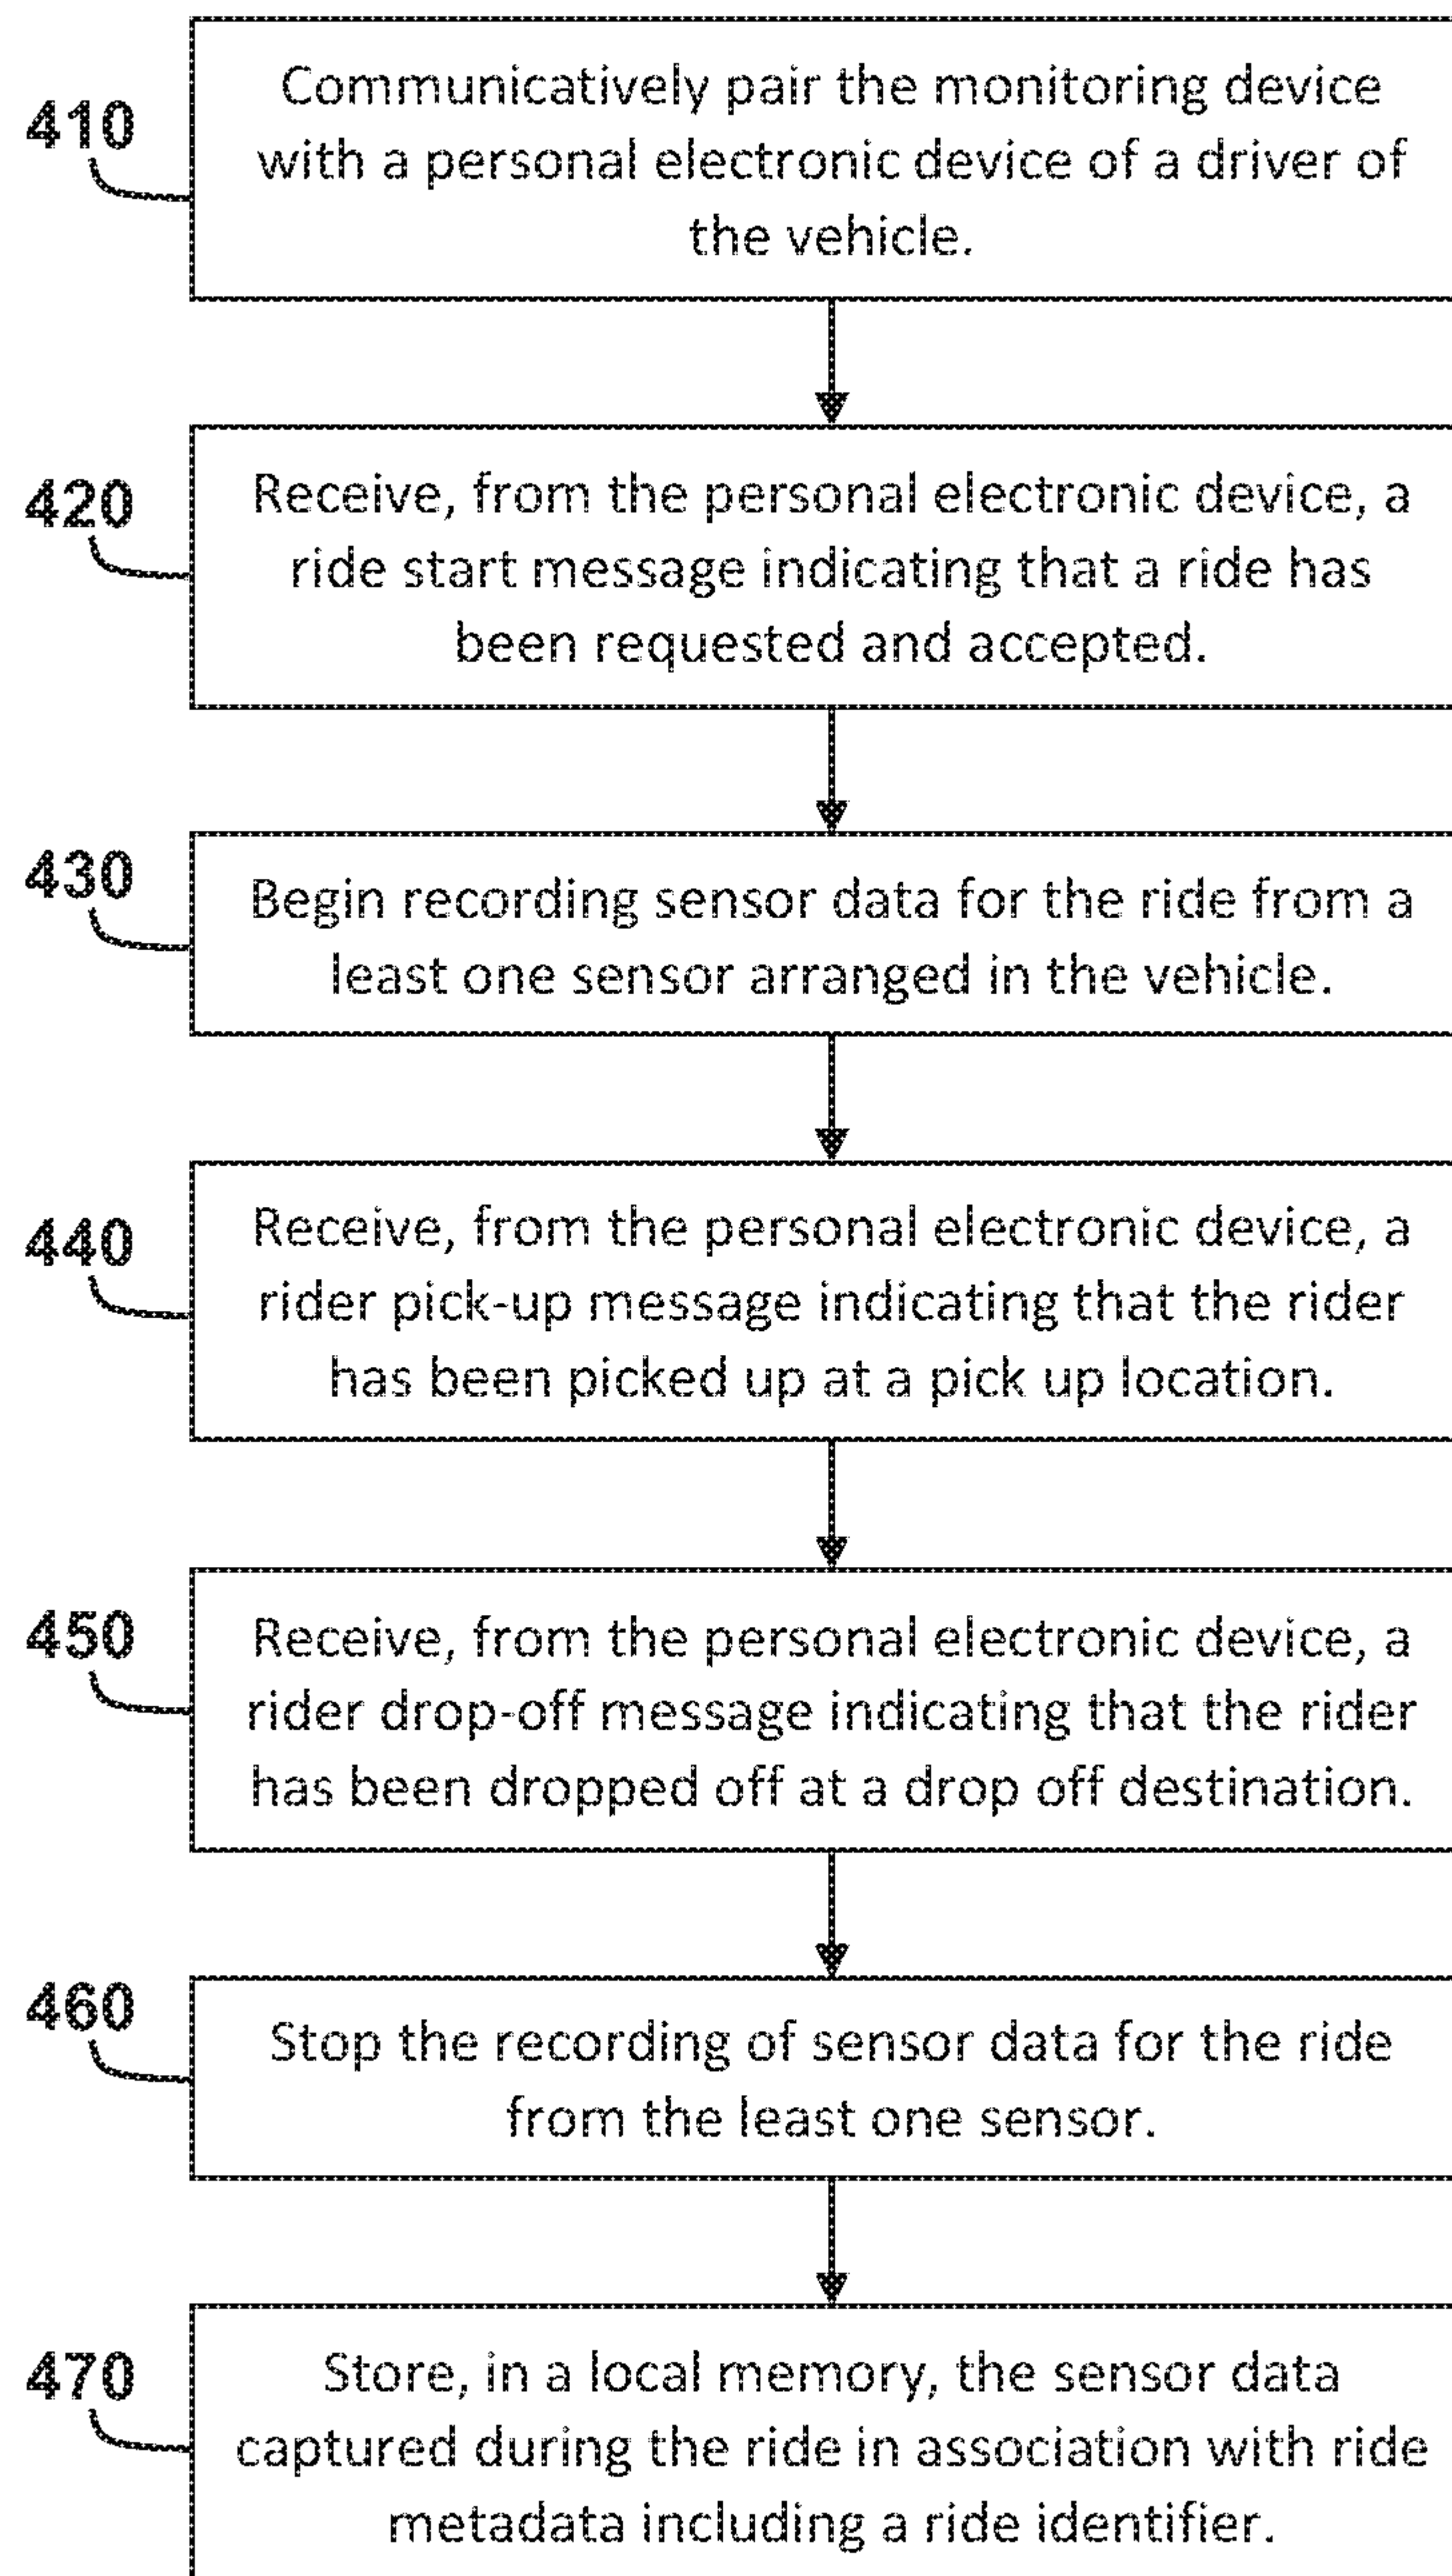 410
Communicatively pair the monitoring device
with a personal electronic device of a driver of
the vehicle.
420
Receive, from the personal electronic device, a
ride start message indicating that a ride has
been requested and accepted.
430
Begin recording sensor data for the ride from a
least one sensor arranged in the vehicle.
440
Receive, from the personal electronic device, a
rider pick-up message indicating that the rider
has been picked up at a pick up location.
450
Receive, from the personal electronic device, a
rider drop-off message indicating that the rider
has been dropped off at a drop off destination.
460
Stop the recording of sensor data for the ride
from the least one sensor.
470
Store, in a local memory, the sensor data
captured during the ride in association with ride
metadata including a ride identifier.